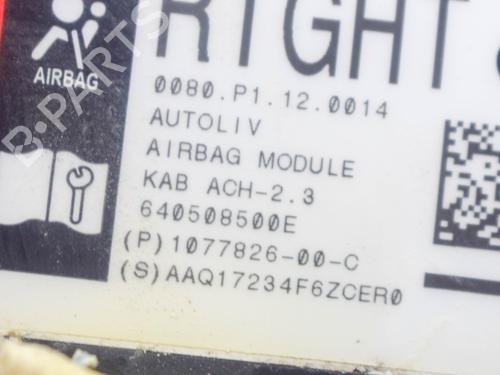 RIGHT
AIRBAG
0080.P1.12.0014
AUTOLIV
AIRBAG MODULE
KAB ACH-2.3
640508500E
(P)1077826-00-C
(S)AAQ17234F6ZCER0
B-PARTS